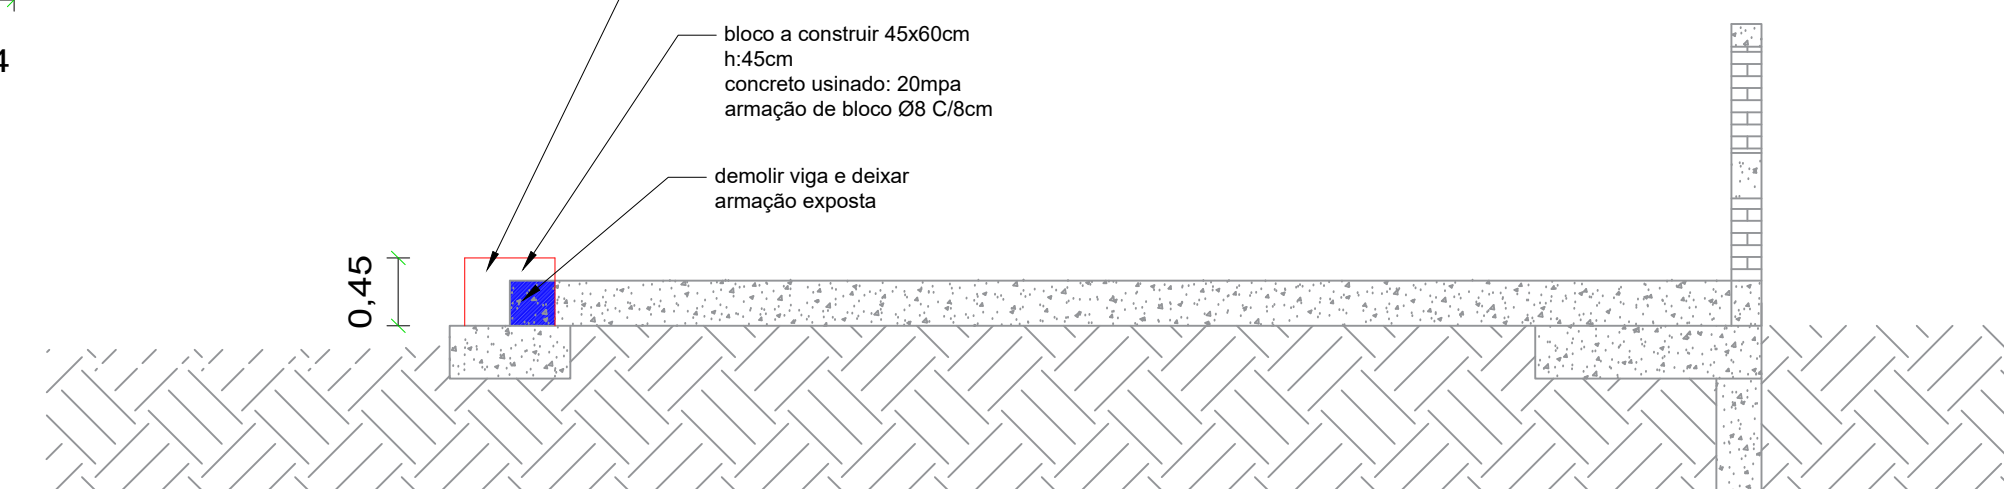 bloco a construir 45x60cm
h:45cm
concreto usinado: 20mpa
armação de bloco Ø8 C/8cm
demolir viga e deixar
armação exposta
0,45
4